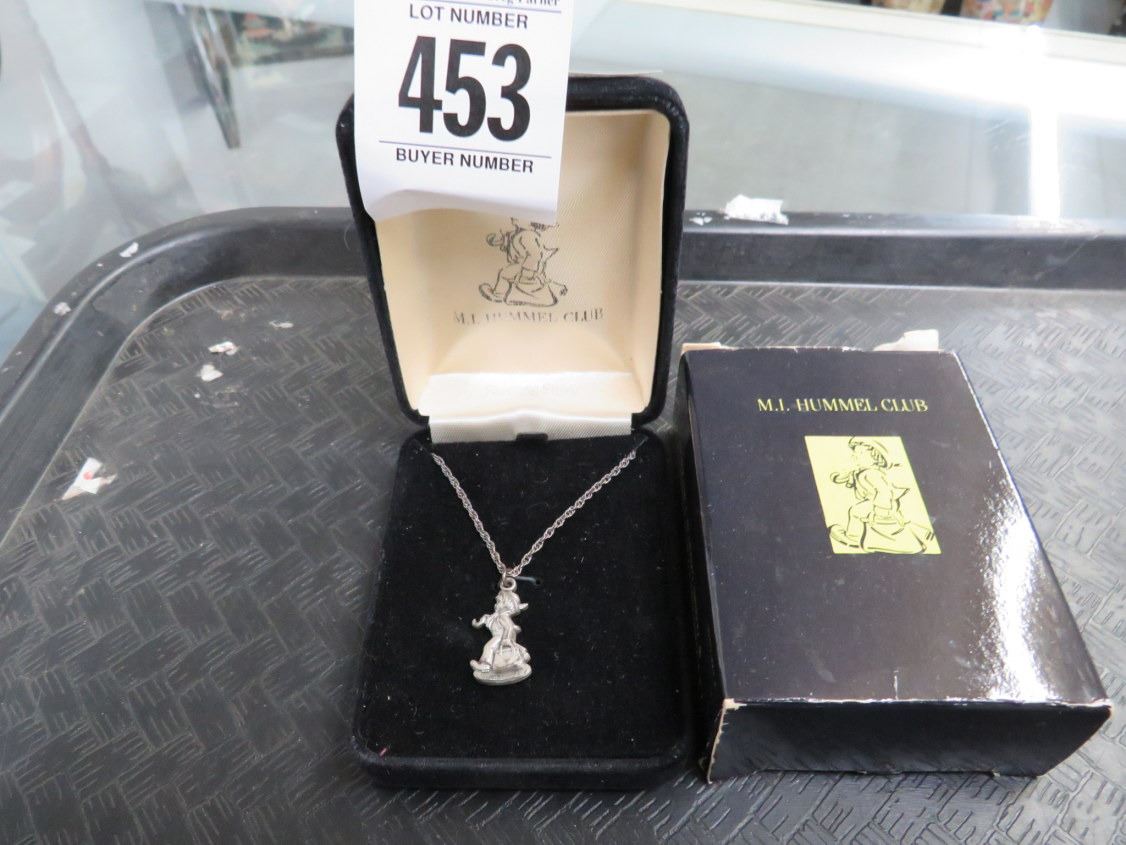 LOT NUMBER
453
BUYER NUMBER
M.I. HUMMEL CLUB
M.I. HUMMEL CLUB